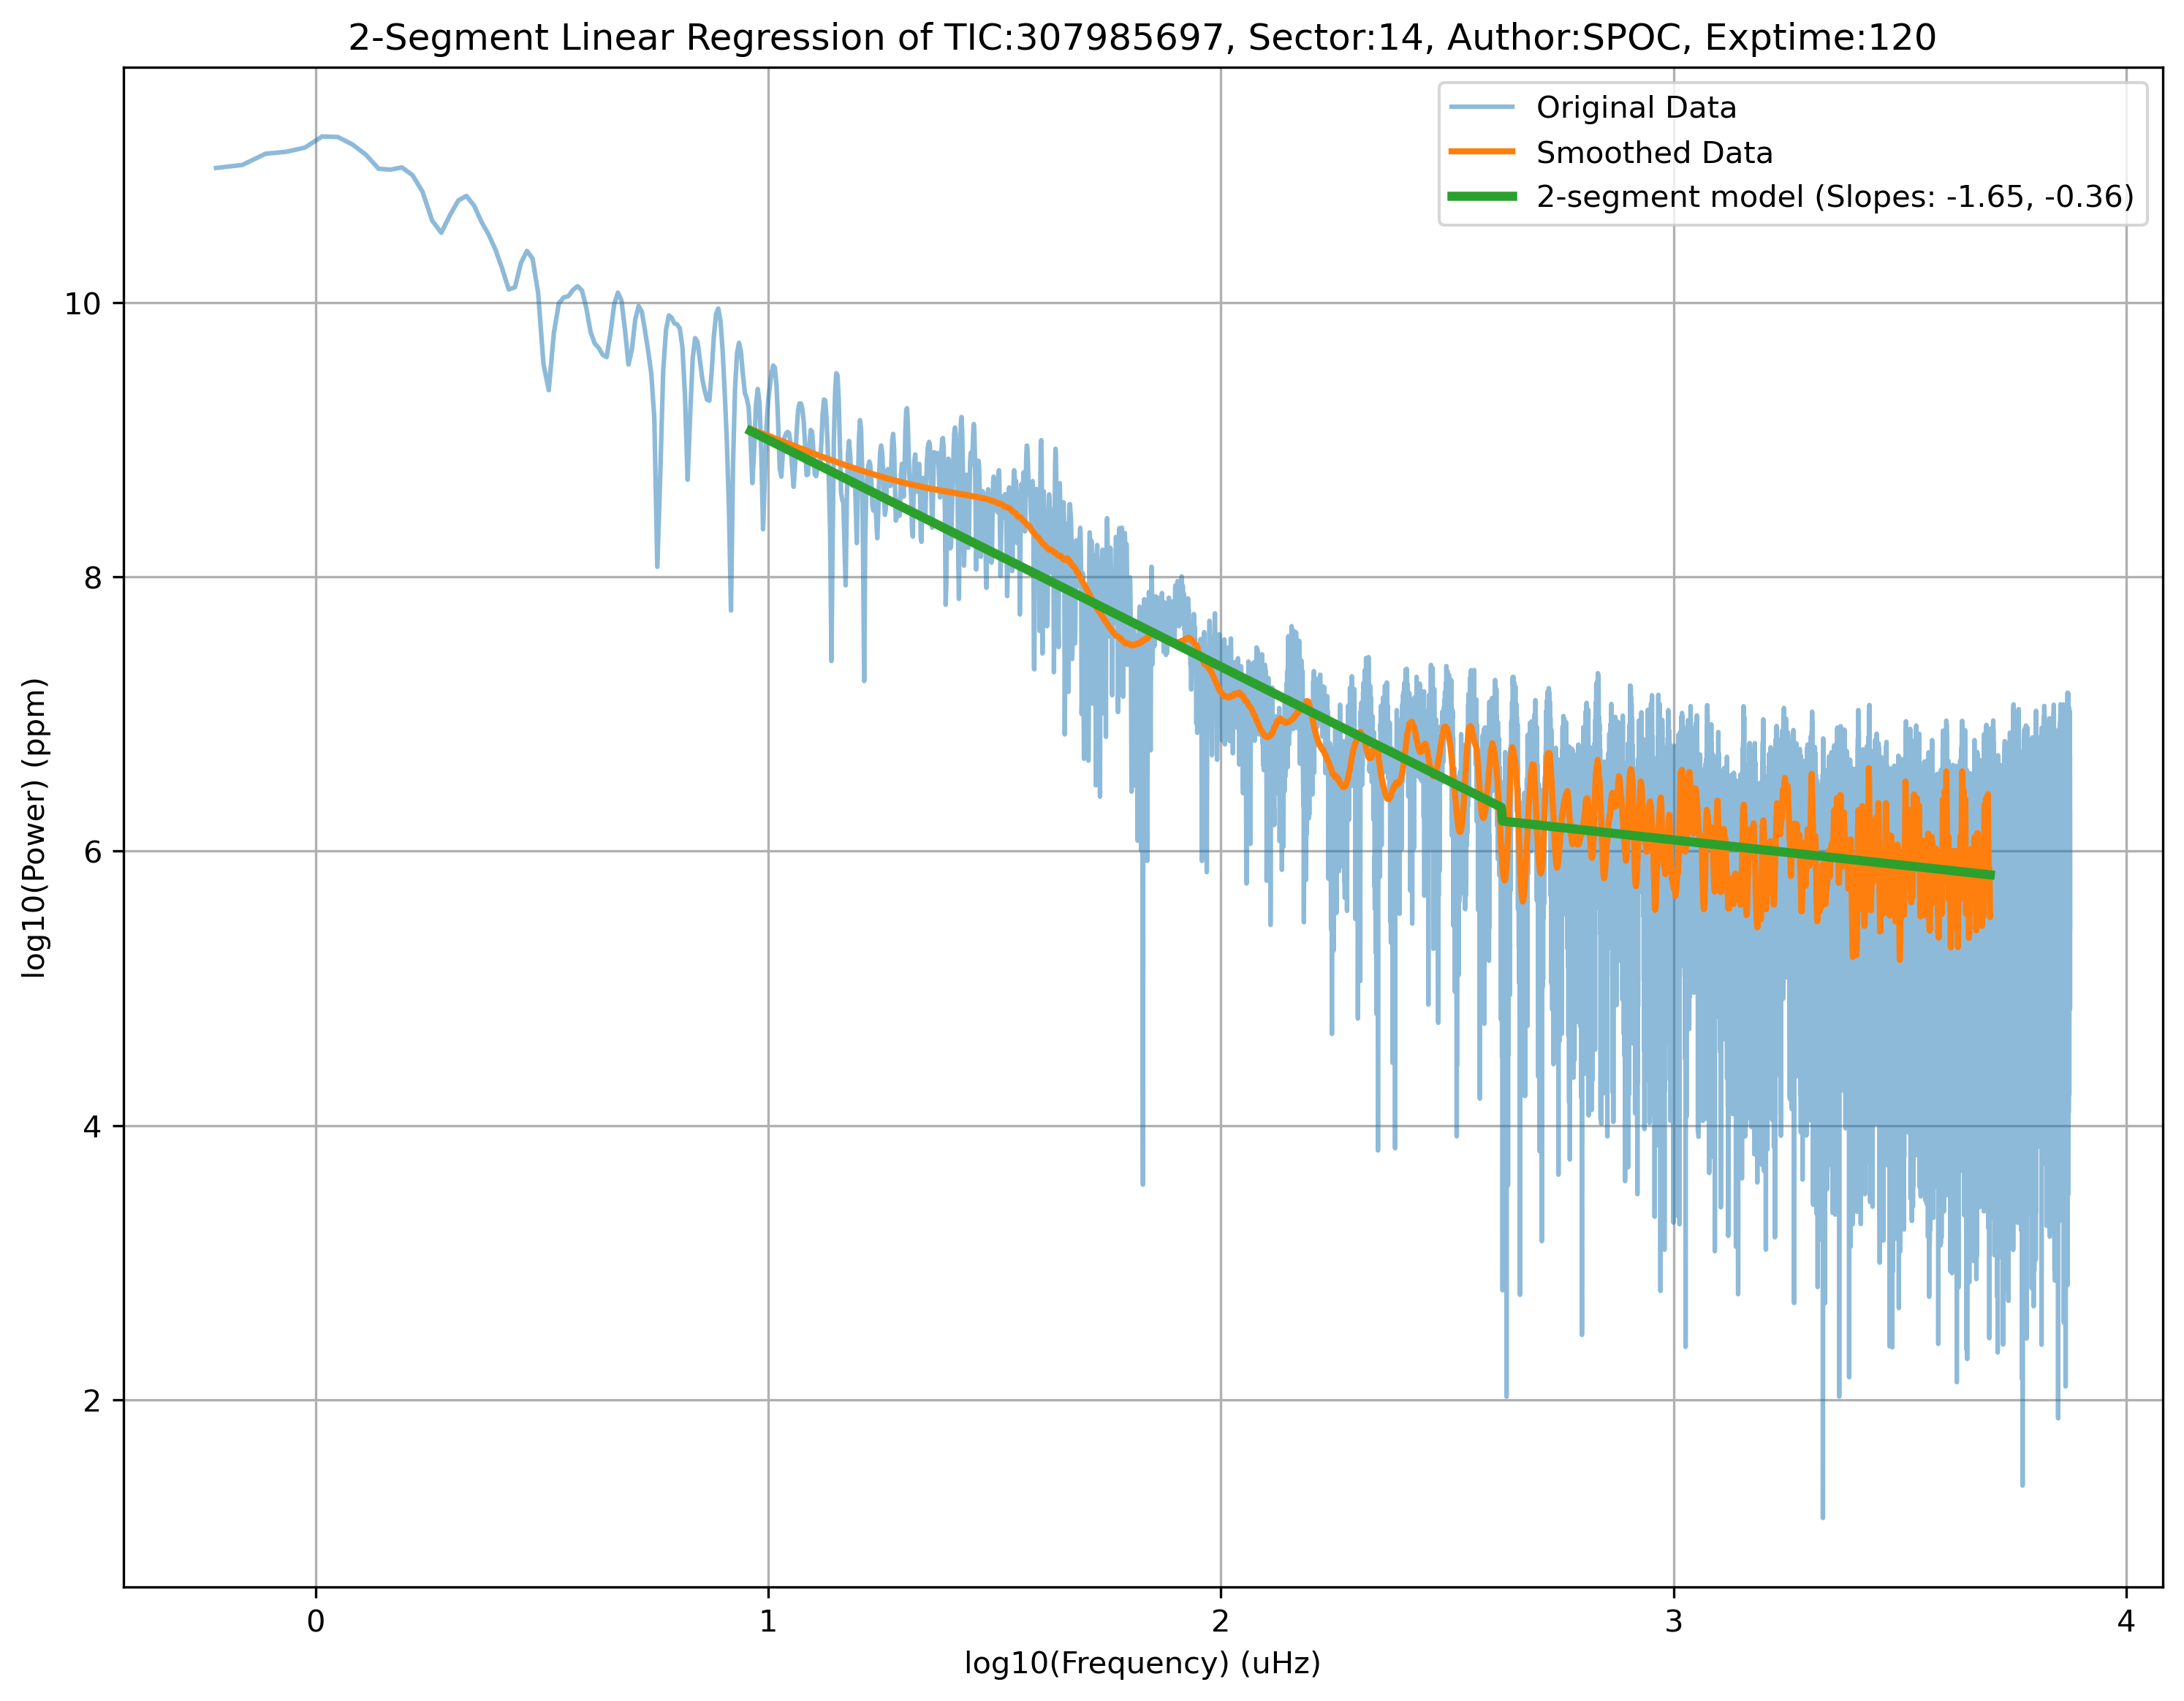 2-Segment Linear Regression of TIC:307985697, Sector:14, Author:SPOC, Exptime:120
Original Data
Smoothed Data
2-segment model (Slopes: -1.65, -0.36)
10
8
6
4
2
log10(Power) (ppm)
0 1 2 3 4
log10(Frequency) (uHz)